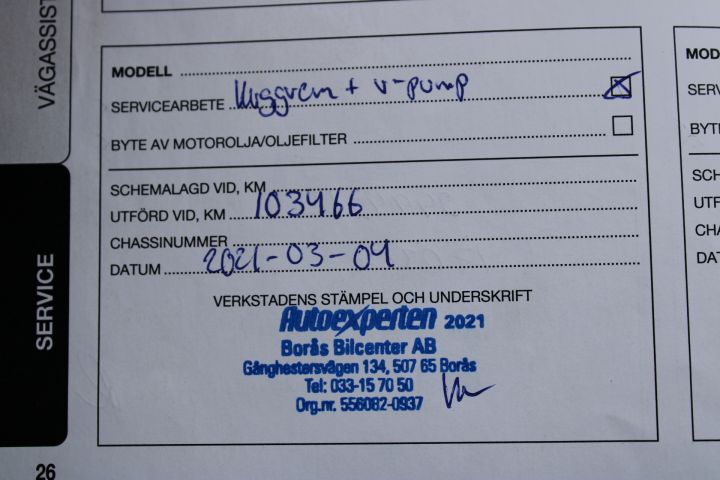 VÄGASSIST
MODELL
SERVICEARBETE Kuggrem + v-pump
BYTE AV MOTOROLJA/OLJEFILTER
SCHEMALAGD VID, KM
UTFÖRD VID, KM 103466
CHASSINUMMER
DATUM 2021-03-04
VERKSTADENS STÄMPEL OCH UNDERSKRIFT
Autoexperten 2021
Borås Bilcenter AB
Gånghestersvägen 134, 507 65 Borås
Tel: 033-15 70 50
Org.nr. 556082-0937
SERVICE
26
MOD
SERV
BYTE
SCH
UTF
CHA
DAT